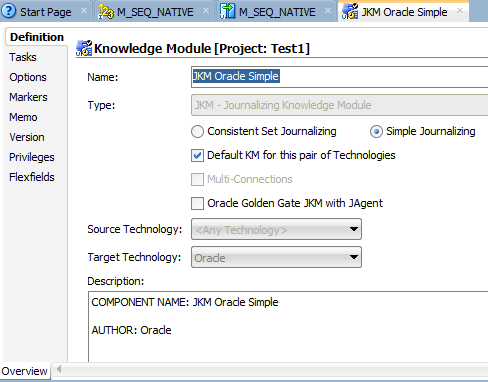 Start Page
M_SEQ_NATIVE
M_SEQ_NATIVE
JKM Oracle Simple
Definition
Tasks
Options
Markers
Memo
Version
Privileges
Flexfields
Knowledge Module [Project: Test1]
Name: JKM Oracle Simple
Type: JKM - Journalizing Knowledge Module
Consistent Set Journalizing Simple Journalizing
Default KM for this pair of Technologies
Multi-Connections
Oracle Golden Gate JKM with JAgent
Source Technology: <Any Technology>
Target Technology: Oracle
Description:
COMPONENT NAME: JKM Oracle Simple
AUTHOR: Oracle
Overview